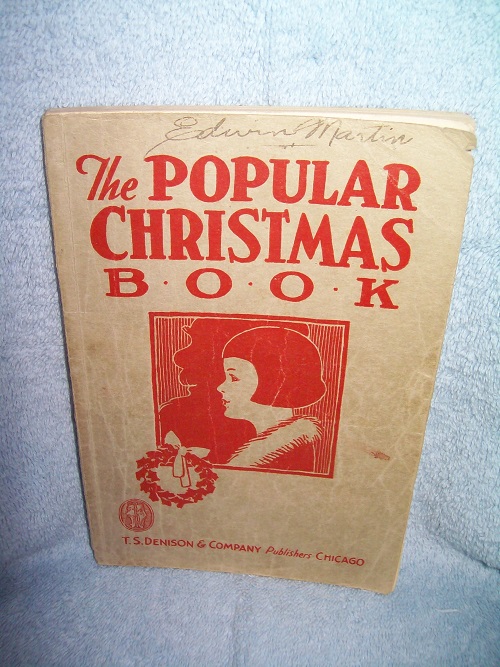 Edwin Martin
The POPULAR
CHRISTMAS
B·O·O·K
T.S. DENISON & COMPANY Publishers CHICAGO